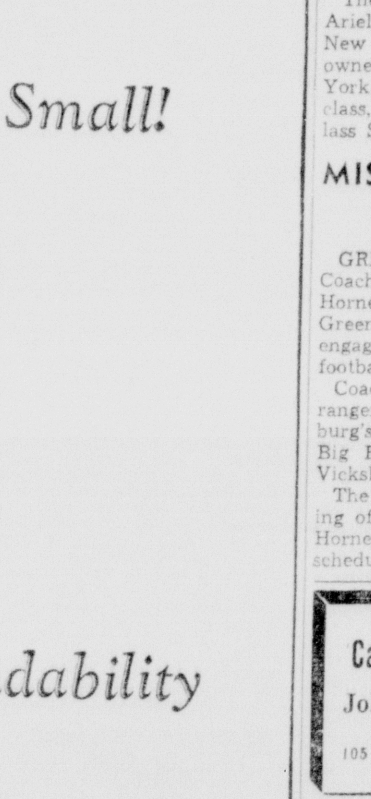 Small!
dability
Ariel
New
owne
York
class,
lass S
MIS
GR
Coach
Horne
Green
engag
footba
Coa
range
burg's
Big
Vicks
The
ing of
Horne
schedu
Ca
Jo
105